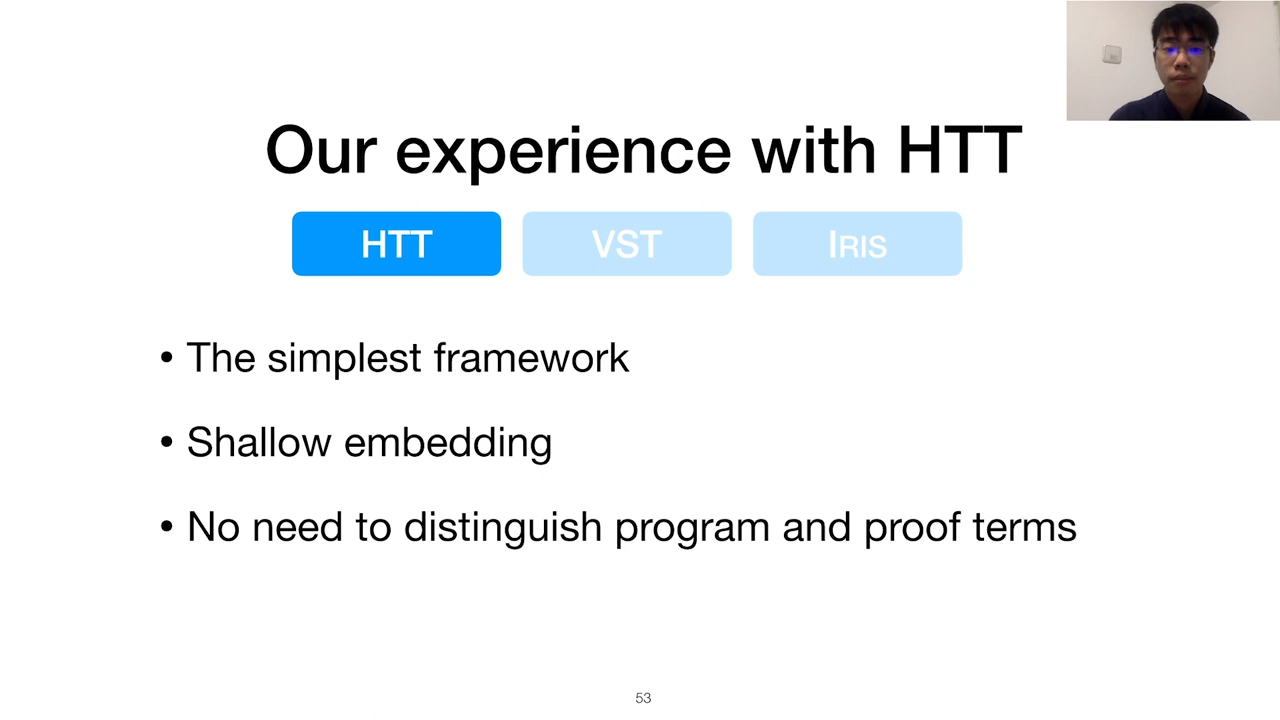 Our experience with HTT
HTT
VST
IRIS
• The simplest framework
• Shallow embedding
• No need to distinguish program and proof terms
53